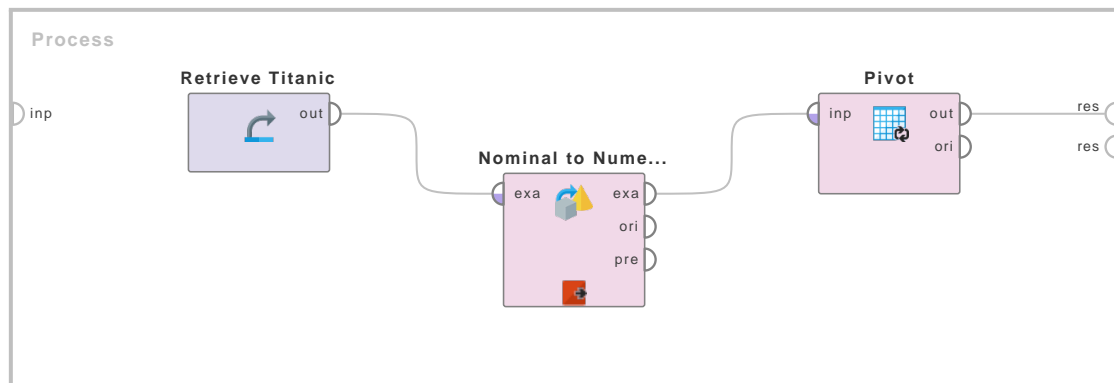 Process
Retrieve Titanic
Pivot
inp
out
inp
out
res
ori
res
Nominal to Nume...
exa
exa
ori
pre